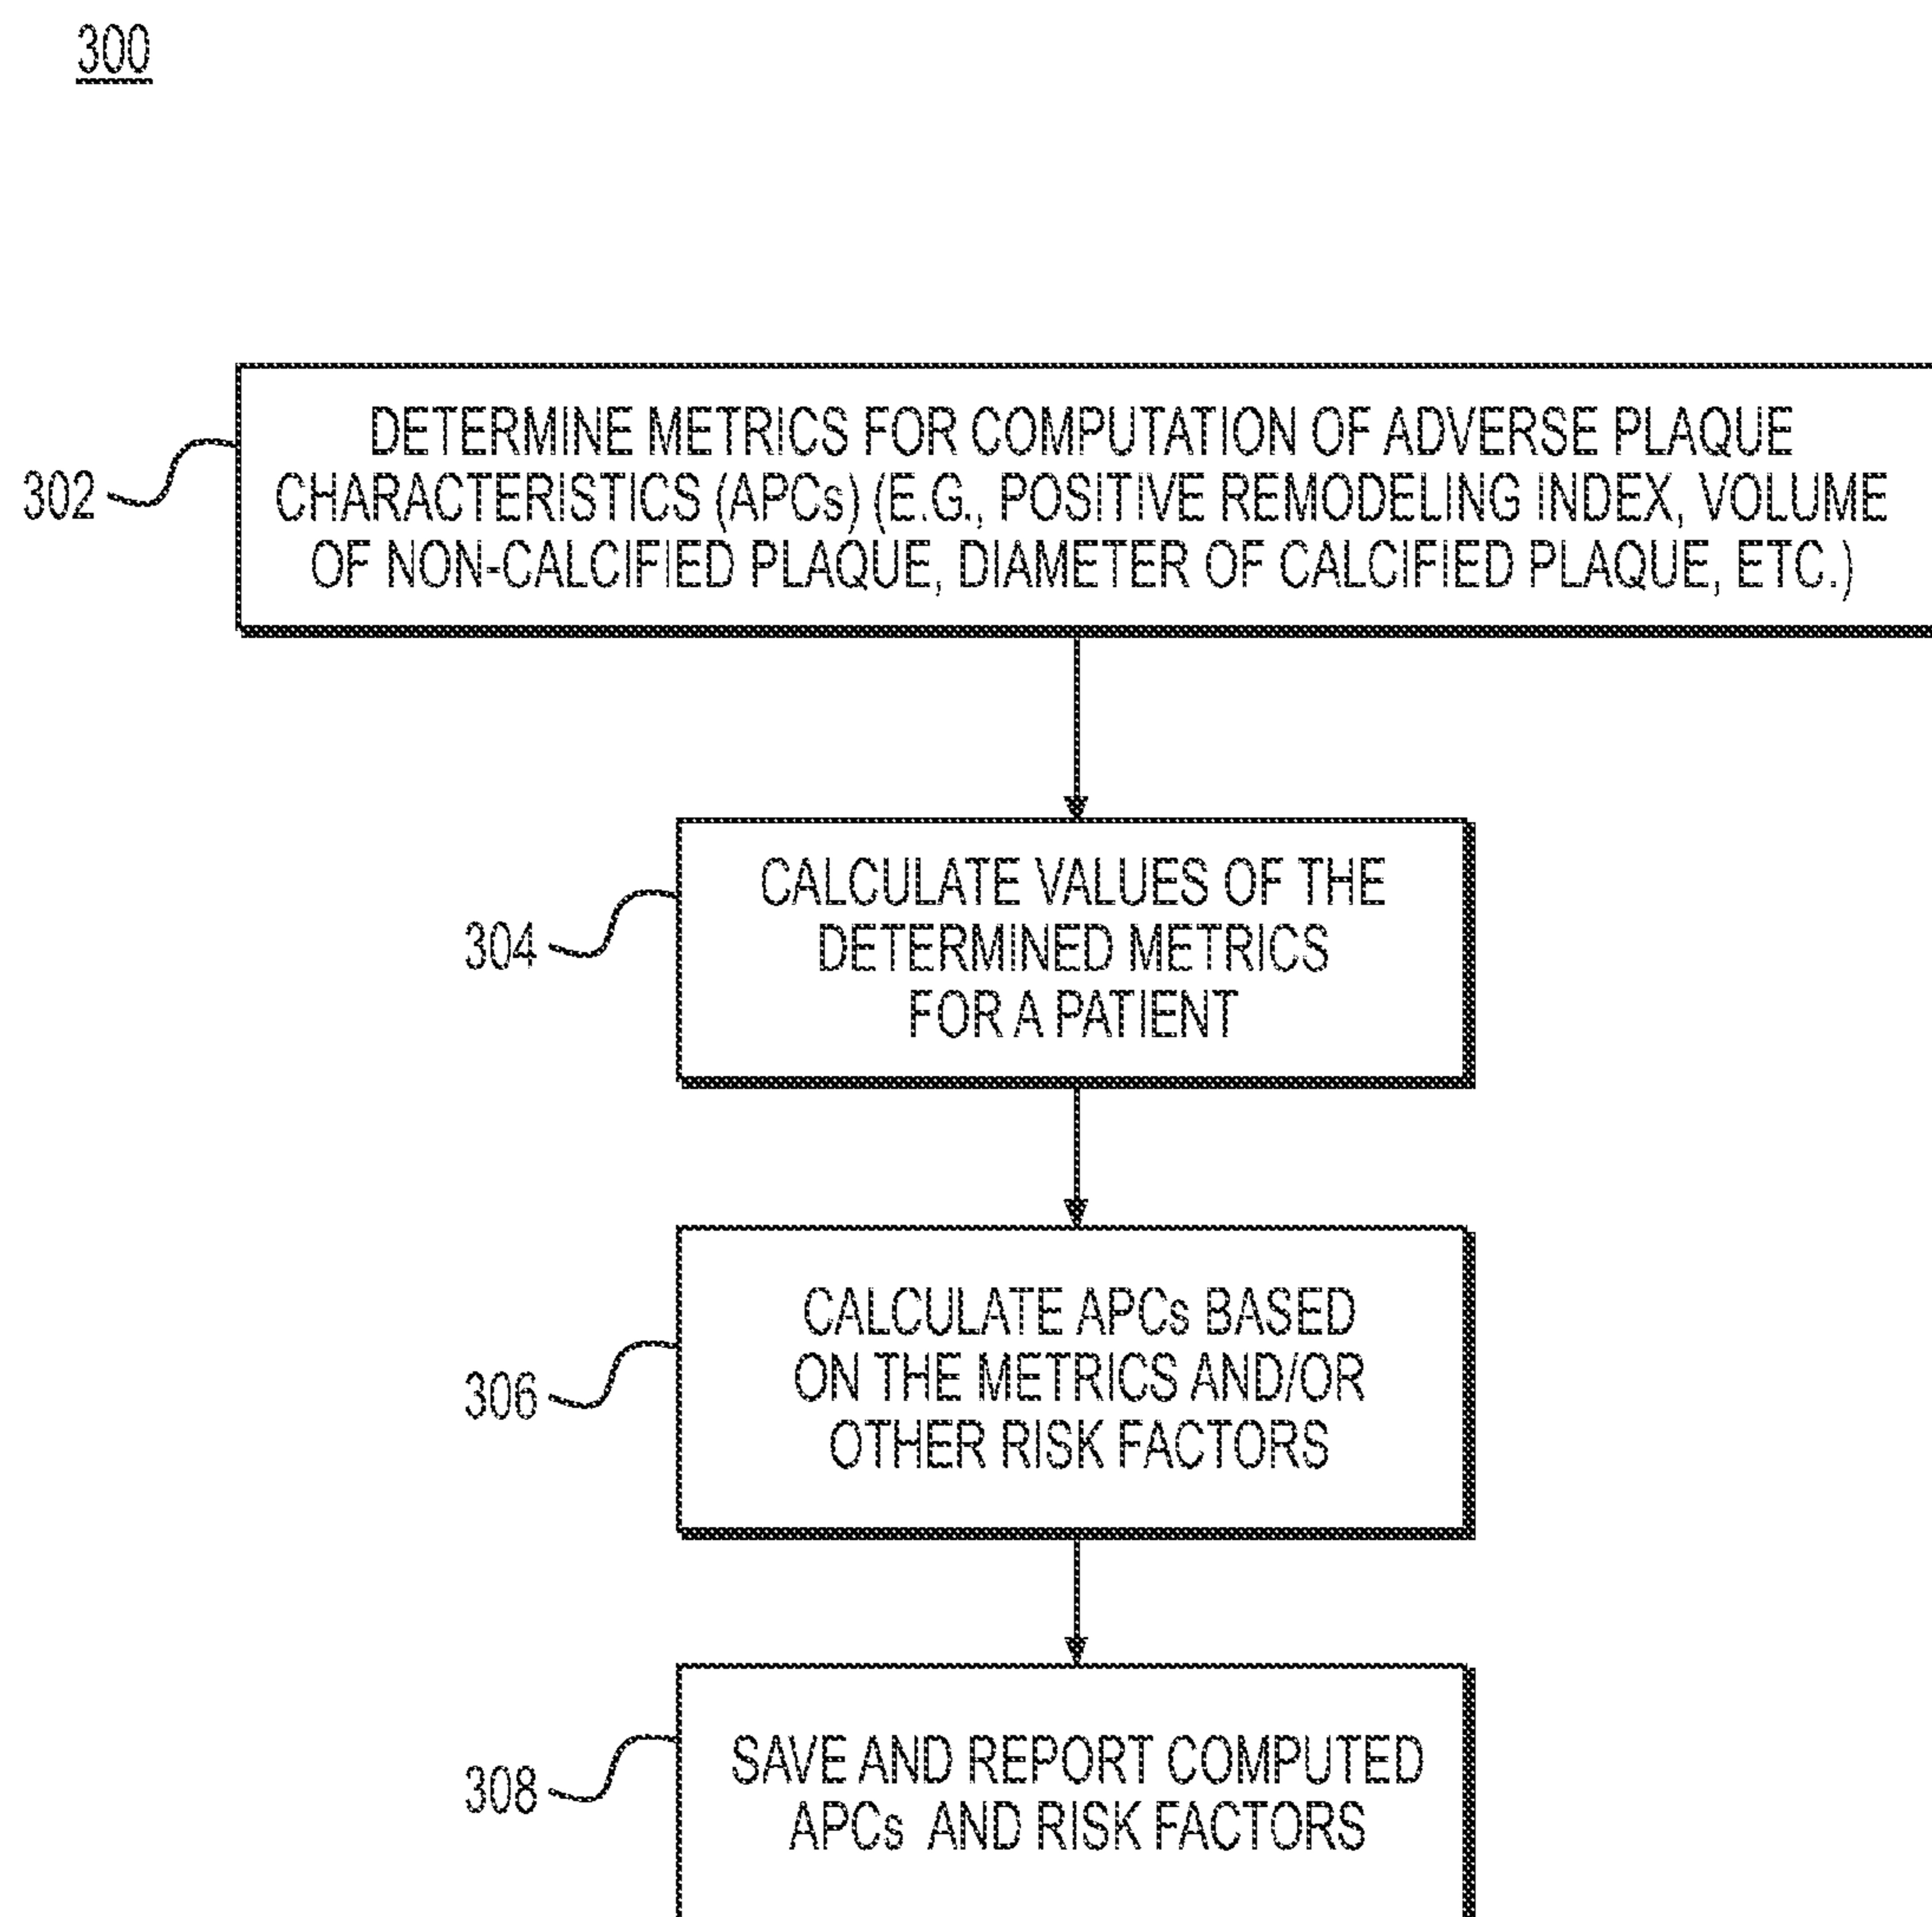 300
302
DETERMINE METRICS FOR COMPUTATION OF ADVERSE PLAQUE
CHARACTERISTICS (APCs) (E.G., POSITIVE REMODELING INDEX, VOLUME
OF NON-CALCIFIED PLAQUE, DIAMETER OF CALCIFIED PLAQUE, ETC.)
304
CALCULATE VALUES OF THE
DETERMINED METRICS
FOR A PATIENT
306
CALCULATE APCs BASED
ON THE METRICS AND/OR
OTHER RISK FACTORS
308
SAVE AND REPORT COMPUTED
APCs AND RISK FACTORS